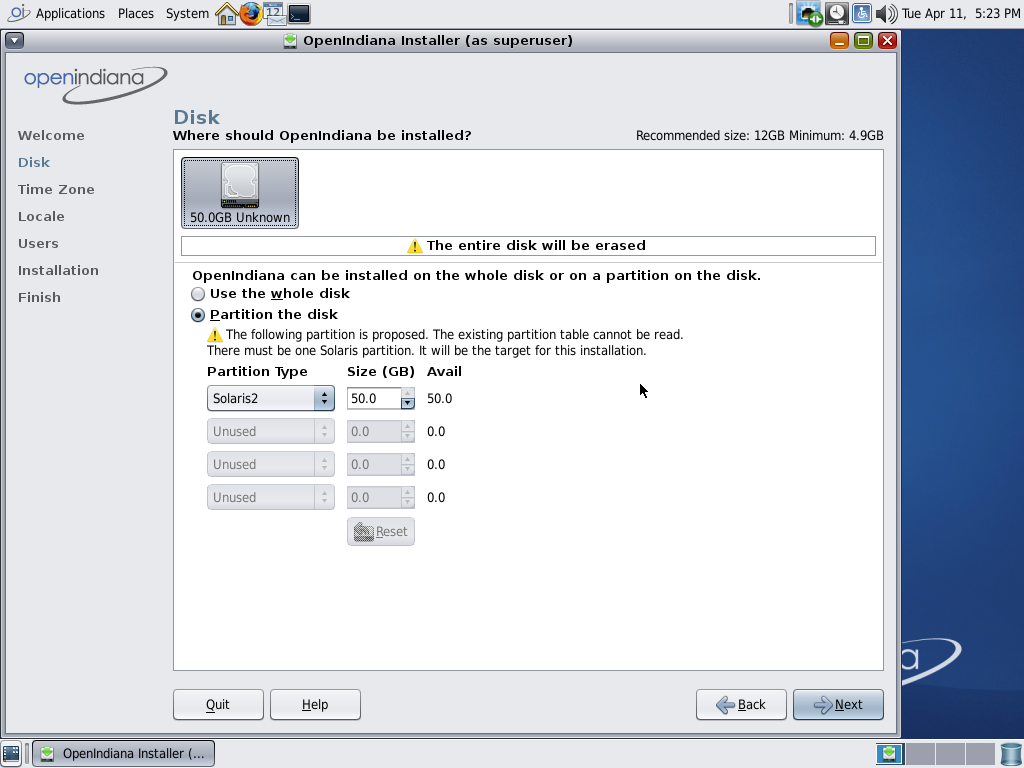 Applications Places System 12 Tue Apr 11, 5:23 PM
OpenIndiana Installer (as superuser)
openindiana
Disk
Where should OpenIndiana be installed? Recommended size: 12GB Minimum: 4.9GB
Welcome
Disk
Time Zone
Locale
Users
Installation
Finish
50.0GB Unknown
The entire disk will be erased
OpenIndiana can be installed on the whole disk or on a partition on the disk.
Use the whole disk
Partition the disk
The following partition is proposed. The existing partition table cannot be read.
There must be one Solaris partition. It will be the target for this installation.
Partition Type Size (GB) Avail
Solaris2 50.0 50.0
Unused 0.0 0.0
Unused 0.0 0.0
Unused 0.0 0.0
Reset
Quit Help Back Next
a
OpenIndiana Installer (...